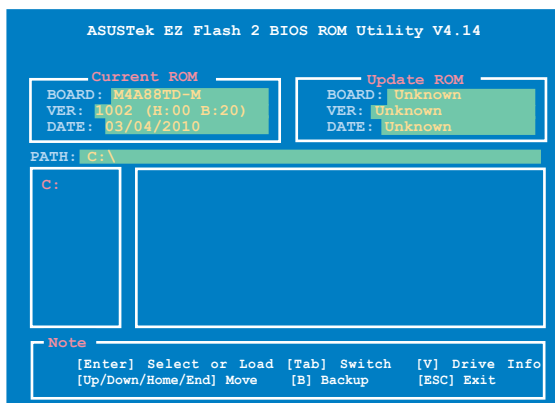 ASUSTek EZ Flash 2 BIOS ROM Utility V4.14
Current ROM
BOARD: M4A88TD-M
VER: 1002 (H:00 B:20)
DATE: 03/04/2010
Update ROM
BOARD: Unknown
VER: Unknown
DATE: Unknown
PATH: C:\
C:
Note
[Enter] Select or Load [Tab] Switch [V] Drive Info
[Up/Down/Home/End] Move [B] Backup [ESC] Exit